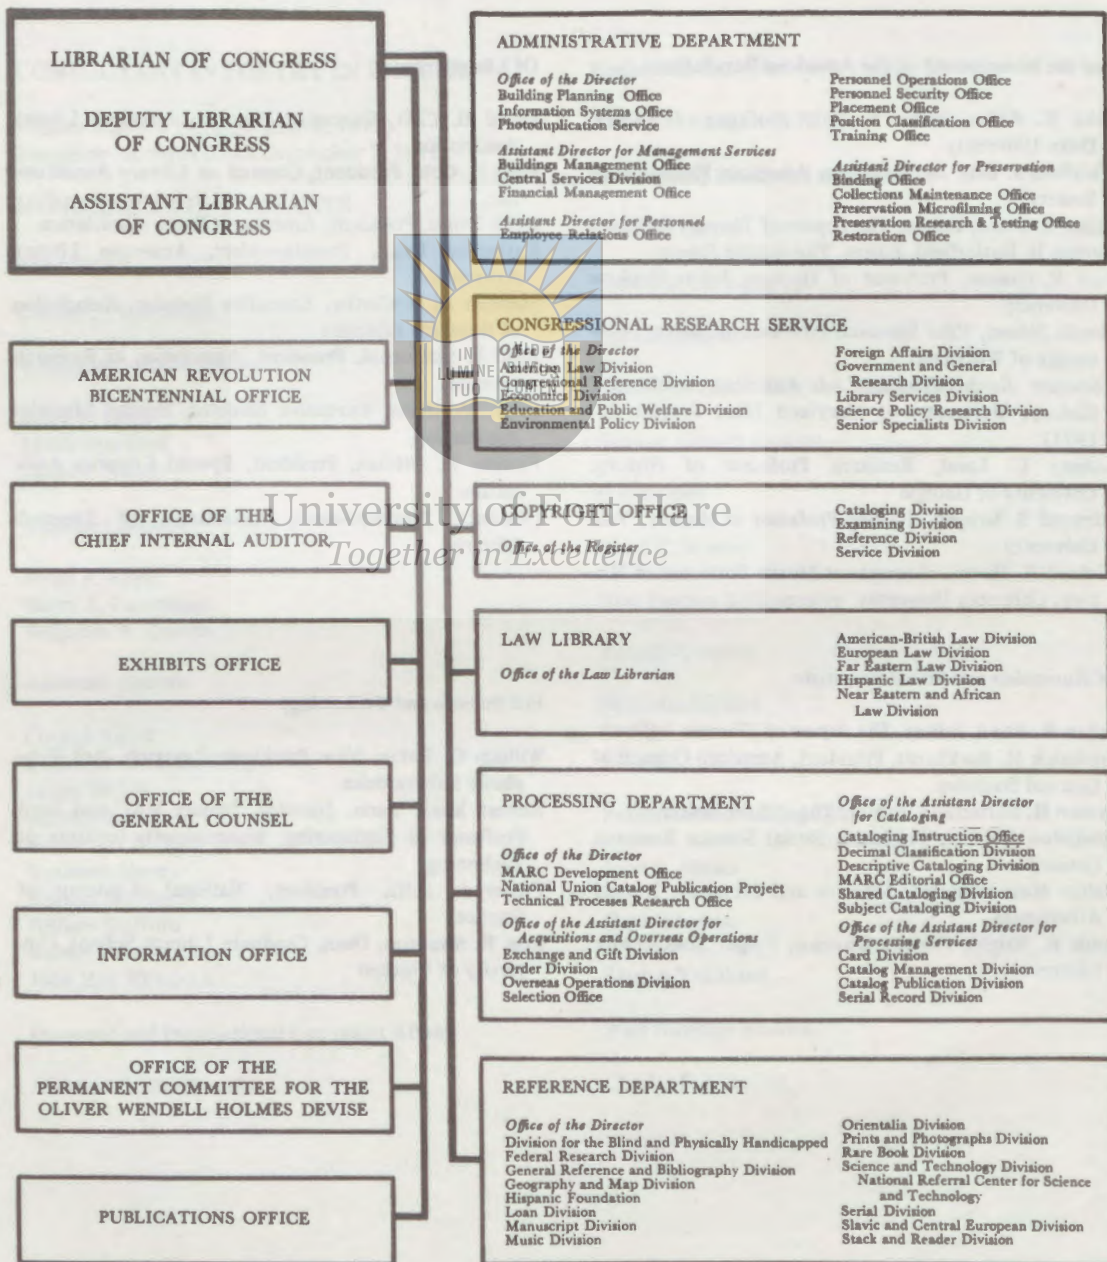 LIBRARIAN OF CONGRESS
DEPUTY LIBRARIAN
OF CONGRESS
ASSISTANT LIBRARIAN
OF CONGRESS
AMERICAN REVOLUTION
BICENTENNIAL OFFICE
OFFICE OF THE
CHIEF INTERNAL AUDITOR
EXHIBITS OFFICE
OFFICE OF THE
GENERAL COUNSEL
INFORMATION OFFICE
OFFICE OF THE
PERMANENT COMMITTEE FOR THE
OLIVER WENDELL HOLMES DEVISE
PUBLICATIONS OFFICE
ADMINISTRATIVE DEPARTMENT
Office of the Director
Building Planning Office
Information Systems Office
Photoduplication Service
Assistant Director for Management Services
Buildings Management Office
Central Services Division
Financial Management Office
Assistant Director for Personnel
Employee Relations Office
Personnel Operations Office
Personnel Security Office
Placement Office
Position Classification Office
Training Office
Assistant Director for Preservation
Binding Office
Collections Maintenance Office
Preservation Microfilming Office
Preservation Research & Testing Office
Restoration Office
CONGRESSIONAL RESEARCH SERVICE
Office of the Director
American Law Division
Congressional Reference Division
Economics Division
Education and Public Welfare Division
Environmental Policy Division
Foreign Affairs Division
Government and General
Research Division
Library Services Division
Science Policy Research Division
Senior Specialists Division
IN
LUMINE
TUO
University of Fort Hare
Together in Excellence
COPYRIGHT OFFICE
Office of the Register
Cataloging Division
Examining Division
Reference Division
Service Division
LAW LIBRARY
Office of the Law Librarian
American-British Law Division
European Law Division
Far Eastern Law Division
Hispanic Law Division
Near Eastern and African
Law Division
PROCESSING DEPARTMENT
Office of the Director
MARC Development Office
National Union Catalog Publication Project
Technical Processes Research Office
Office of the Assistant Director for
Acquisitions and Overseas Operations
Exchange and Gift Division
Order Division
Overseas Operations Division
Selection Office
Office of the Assistant Director
for Cataloging
Cataloging Instruction Office
Decimal Classification Division
Descriptive Cataloging Division
MARC Editorial Office
Shared Cataloging Division
Subject Cataloging Division
Office of the Assistant Director for
Processing Services
Card Division
Catalog Management Division
Catalog Publication Division
Serial Record Division
REFERENCE DEPARTMENT
Office of the Director
Division for the Blind and Physically Handicapped
Federal Research Division
General Reference and Bibliography Division
Geography and Map Division
Hispanic Foundation
Loan Division
Manuscript Division
Music Division
Orientalia Division
Prints and Photographs Division
Rare Book Division
Science and Technology Division
National Referral Center for Science
and Technology
Serial Division
Slavic and Central European Division
Stack and Reader Division